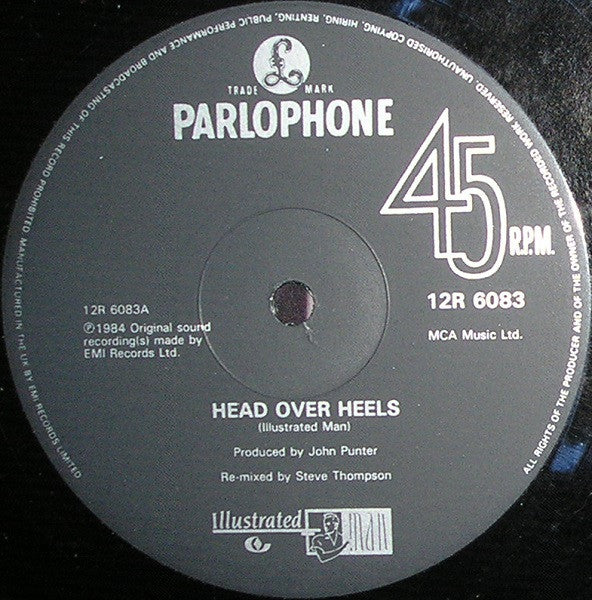 ALL RIGHTS OF THE PRODUCER AND OF THE OWNER OF THE RECORDED WORK RESERVED. UNAUTHORISED COPYING, HIRING, RENTING, PUBLIC PERFORMANCE AND BROADCASTING OF THIS RECORD PROHIBITED MANUFACTURED IN THE UK BY EMI RECORDS LIMITED
£
TRADE MARK
PARLOPHONE
45
R.P.M.
12R 6083
MCA Music Ltd.
12R 6083A
℗1984 Original sound
recording(s) made by
EMI Records Ltd.
HEAD OVER HEELS
(Illustrated Man)
Produced by John Punter
Re-mixed by Steve Thompson
Illustrated
man